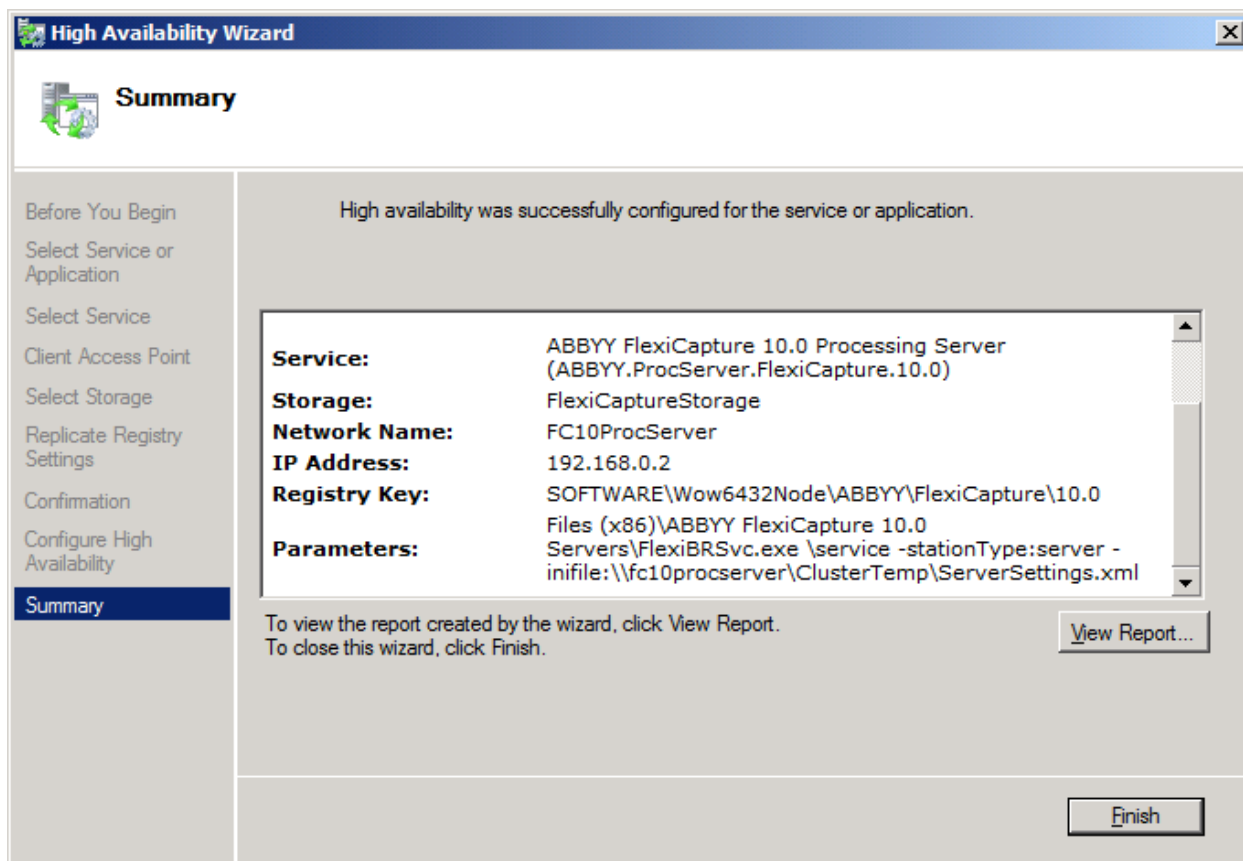 High Availability Wizard
Summary
Before You Begin
Select Service or
Application
Select Service
Client Access Point
Select Storage
Replicate Registry
Settings
Confirmation
Configure High
Availability
Summary
High availability was successfully configured for the service or application.
Service:
ABBYY FlexiCapture 10.0 Processing Server
(ABBYY.ProcServer.FlexiCapture.10.0)
Storage: FlexiCaptureStorage
Network Name: FC10ProcServer
IP Address: 192.168.0.2
Registry Key: SOFTWARE\Wow6432Node\ABBYY\FlexiCapture\10.0
Parameters:
Files (x86)\ABBYY FlexiCapture 10.0
Servers\FlexiBRSvc.exe \service -stationType:server -
inifile:\\fc10procserver\ClusterTemp\ServerSettings.xml
To view the report created by the wizard, click View Report.
To close this wizard, click Finish.
View Report...
Finish